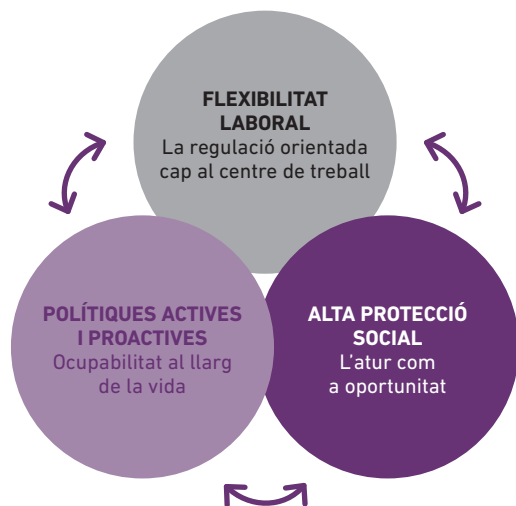 FLEXIBILITAT
LABORAL
La regulació orientada
cap al centre de treball
POLÍTIQUES ACTIVES
I PROACTIVES
Ocupabilitat al llarg
de la vida
ALTA PROTECCIÓ
SOCIAL
L’atur com
a oportunitat